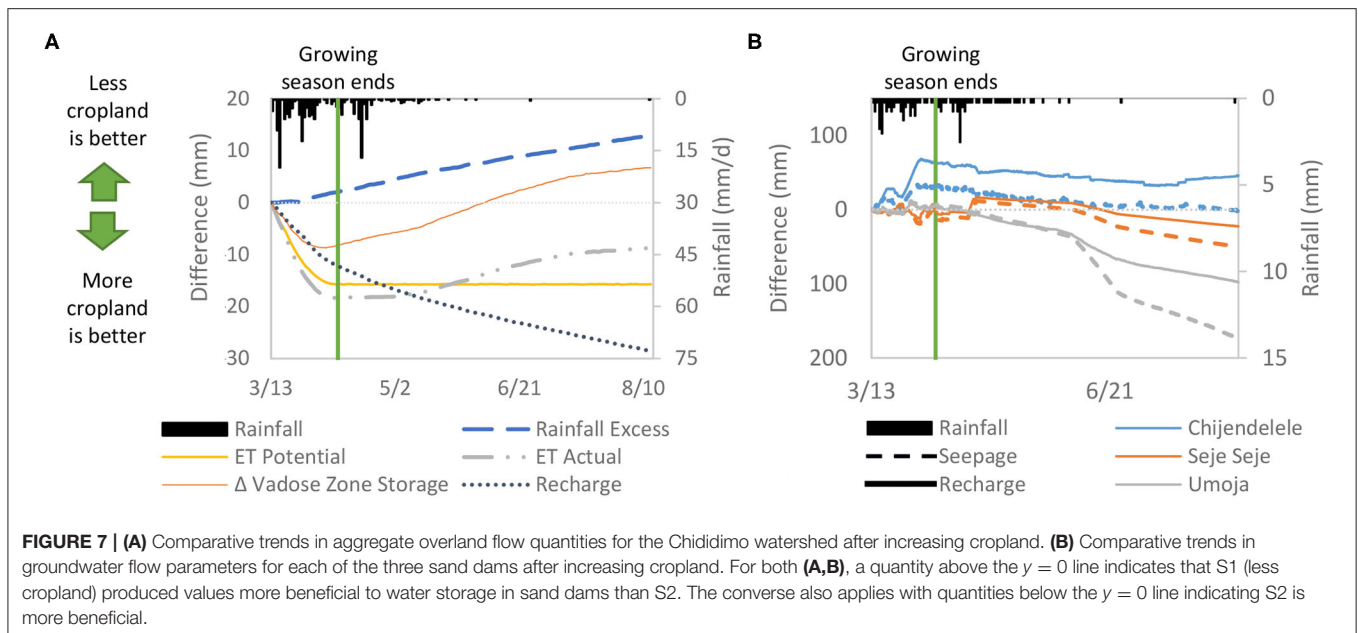 A
B
Growing
season ends
Growing
season ends
Less
cropland
is better
More
cropland
is better
Difference (mm)
20
10
0
10
20
30
Rainfall (mm/d)
0
15
30
45
60
75
3/13
5/2
6/21
8/10
Rainfall
Rainfall Excess
ET Potential
ET Actual
Δ Vadose Zone Storage
Recharge
Difference (mm)
100
0
100
200
Rainfall (mm)
0
5
10
15
3/13
6/21
Rainfall
Chijendelele
Seepage
Seje Seje
Recharge
Umoja
FIGURE 7 | (A) Comparative trends in aggregate overland flow quantities for the Chididimo watershed after increasing cropland. (B) Comparative trends in
groundwater flow parameters for each of the three sand dams after increasing cropland. For both (A,B), a quantity above the y = 0 line indicates that S1 (less
cropland) produced values more beneficial to water storage in sand dams than S2. The converse also applies with quantities below the y = 0 line indicating S2 is
more beneficial.